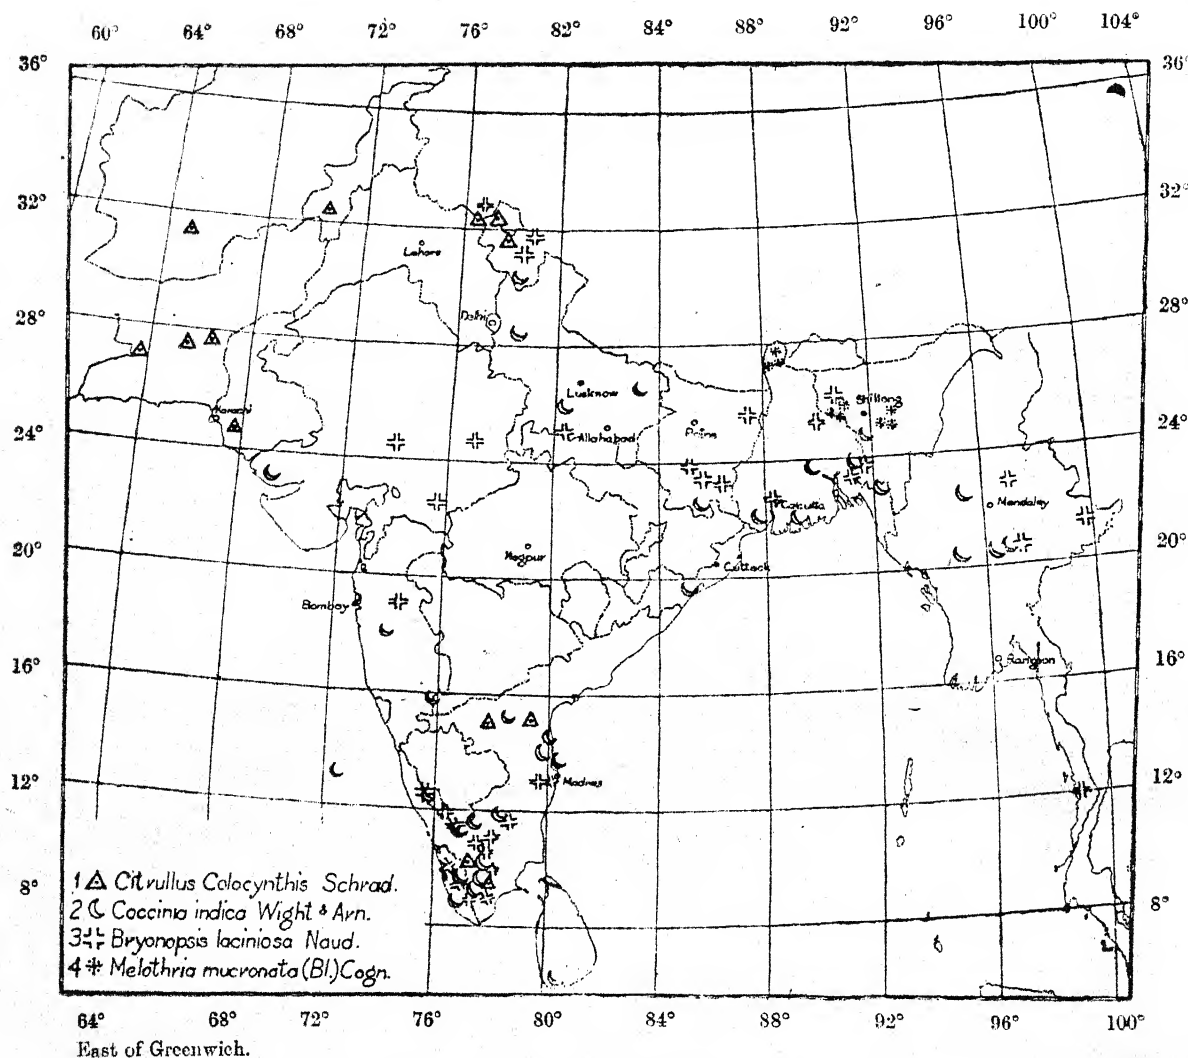 60° 64° 68° 72° 76° 82° 84° 88° 92° 96° 100° 104°
36° 36°
32° 32°
Lahore
28° 28°
Delhi
Lucknow
Karachi
Shillong
24° 24°
Allahabad
Calcutta
Mandalay
20° 20°
Nagpur
Cuttack
Bombay
16° 16°
Rangoon
12° 12°
Madras
8° 8°
1 Citrullus Colocynthis Schrad.
2 Coccinia indica Wight & Arn.
3 Bryonopsis laciniosa Naud.
4 Melothria mucronata (Bl.) Cogn.
64° 68° 72° 76° 80° 84° 88° 92° 96° 100°
East of Greenwich.